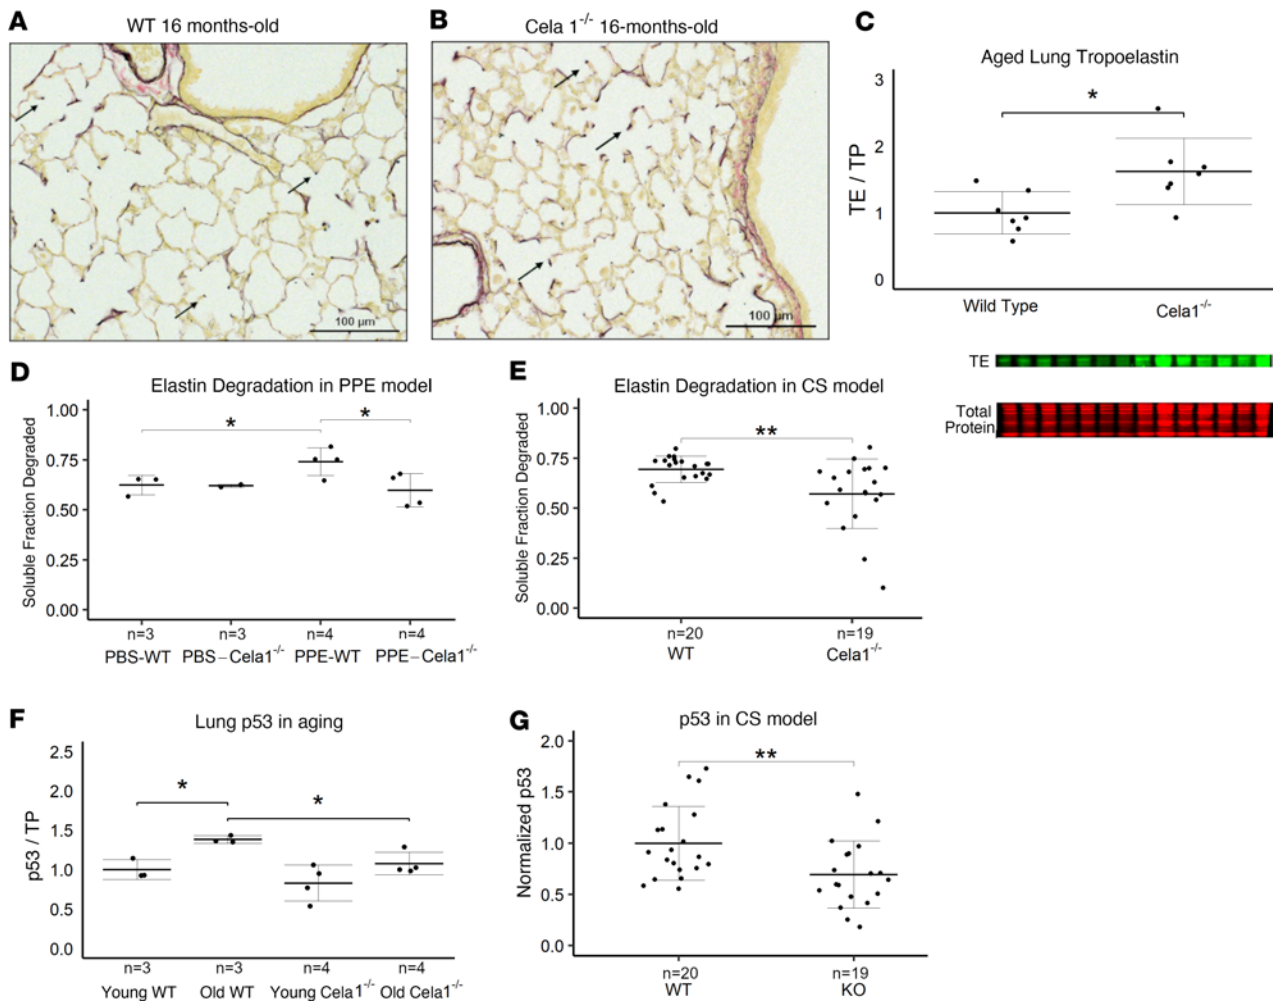 A
WT 16 months-old
100 µm
B
Cela 1-/- 16-months-old
100 µm
C
Aged Lung Tropoelastin
TE / TP
3
2
1
0
*
Wild Type
Cela1-/-
TE
Total
Protein
D
Elastin Degradation in PPE model
Soluble Fraction Degraded
1.00
0.75
0.50
0.25
0.00
*
*
n=3
n=3
n=4
n=4
PBS-WT
PBS–Cela1-/-
PPE-WT
PPE–Cela1-/-
E
Elastin Degradation in CS model
Soluble Fraction Degraded
1.00
0.75
0.50
0.25
0.00
**
n=20
n=19
WT
Cela1-/-
F
Lung p53 in aging
p53 / TP
2.5
2.0
1.5
1.0
0.5
0.0
*
*
n=3
n=3
n=4
n=4
Young WT
Old WT
Young Cela1-/-
Old Cela1-/-
G
p53 in CS model
Normalized p53
2.0
1.5
1.0
0.5
0.0
**
n=20
n=19
WT
KO